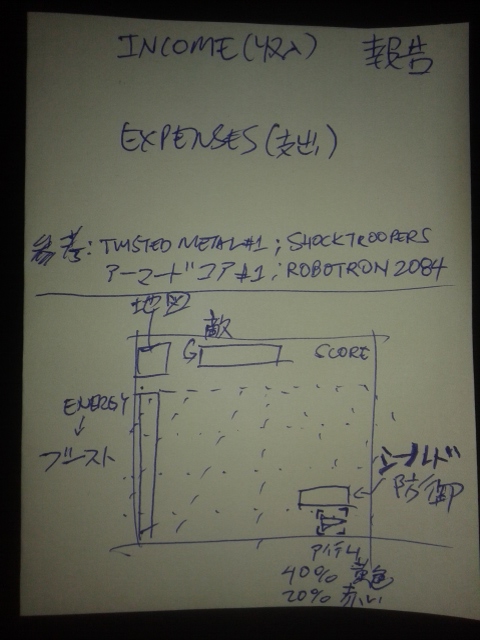 INCOME(収入) 報告
EXPENSES(支出)
参考: TWISTED METAL#1; SHOCK TROOPERS
アーマードコア#1; ROBOTRON 2084
地図
敵
G SCORE
ENERGY
ブースト
シールド
防御
アイテム
40% 黄色
20% 赤い